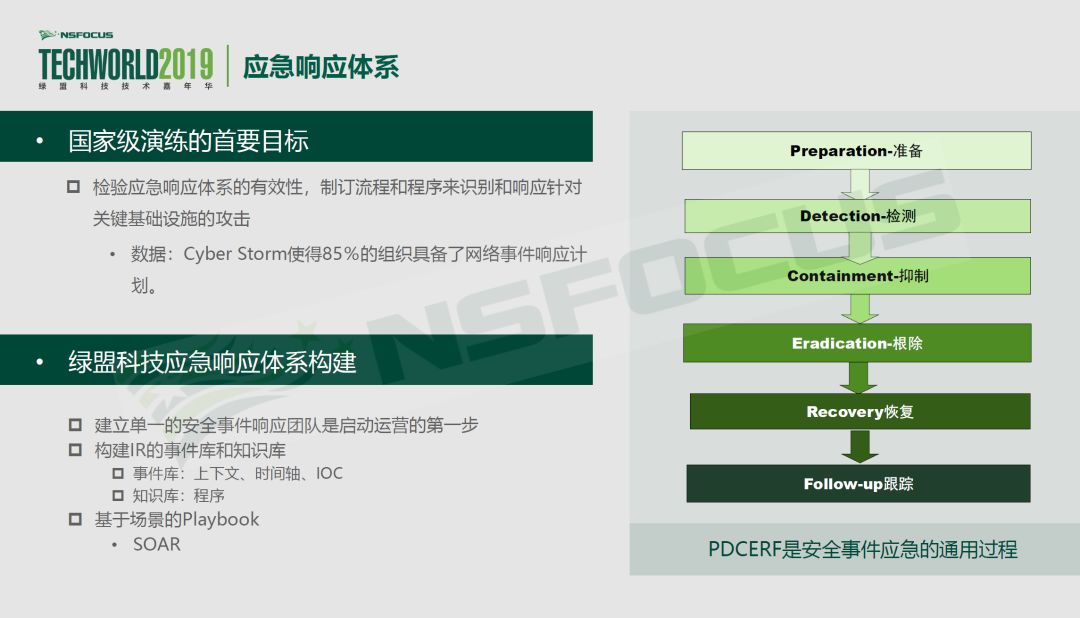 NSFOCUS
TECHWORLD2019
绿盟科技技术嘉年华
应急响应体系
• 国家级演练的首要目标
检验应急响应体系的有效性，制订流程和程序来识别和响应针对
关键基础设施的攻击
• 数据：Cyber Storm使得85%的组织具备了网络事件响应计
划。
• 绿盟科技应急响应体系构建
建立单一的安全事件响应团队是启动运营的第一步
构建IR的事件库和知识库
事件库：上下文、时间轴、IOC
知识库：程序
基于场景的Playbook
• SOAR
Preparation-准备
Detection-检测
Containment-抑制
Eradication-根除
Recovery恢复
Follow-up跟踪
PDCERF是安全事件应急的通用过程
NSFOCUS